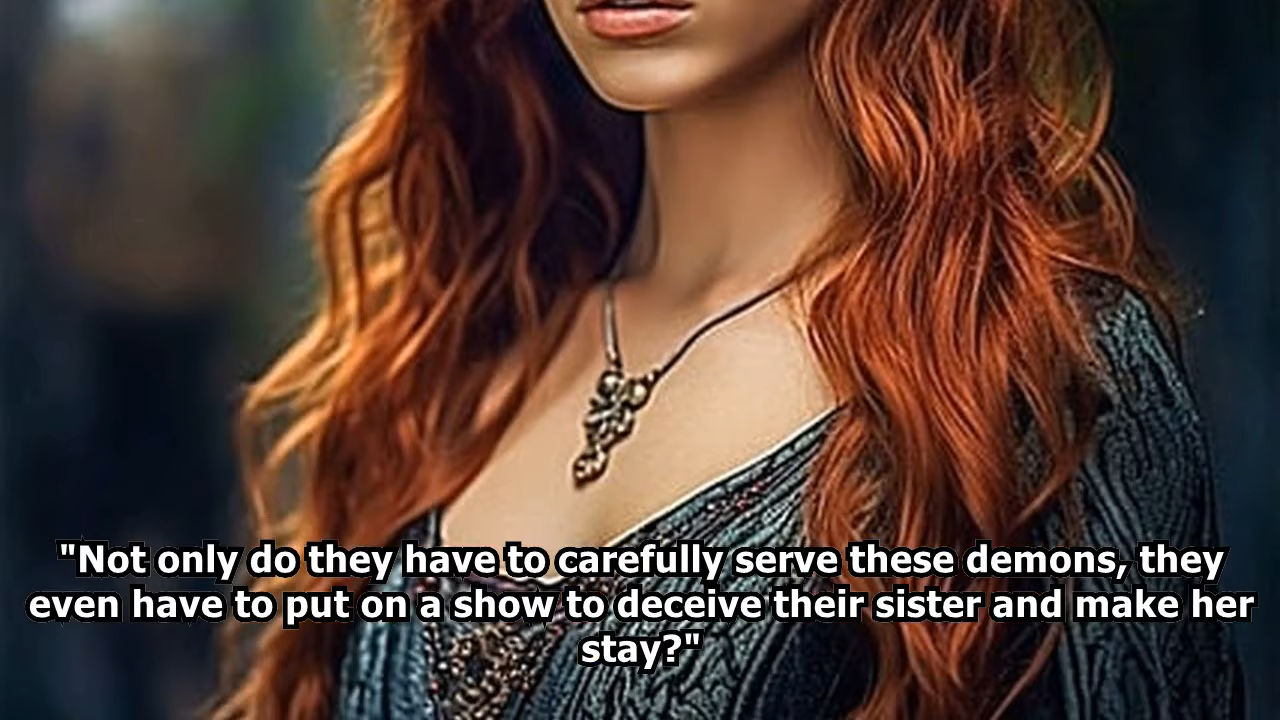 "Not only do they have to carefully serve these demons, they
even have to put on a show to deceive their sister and make her
stay?"